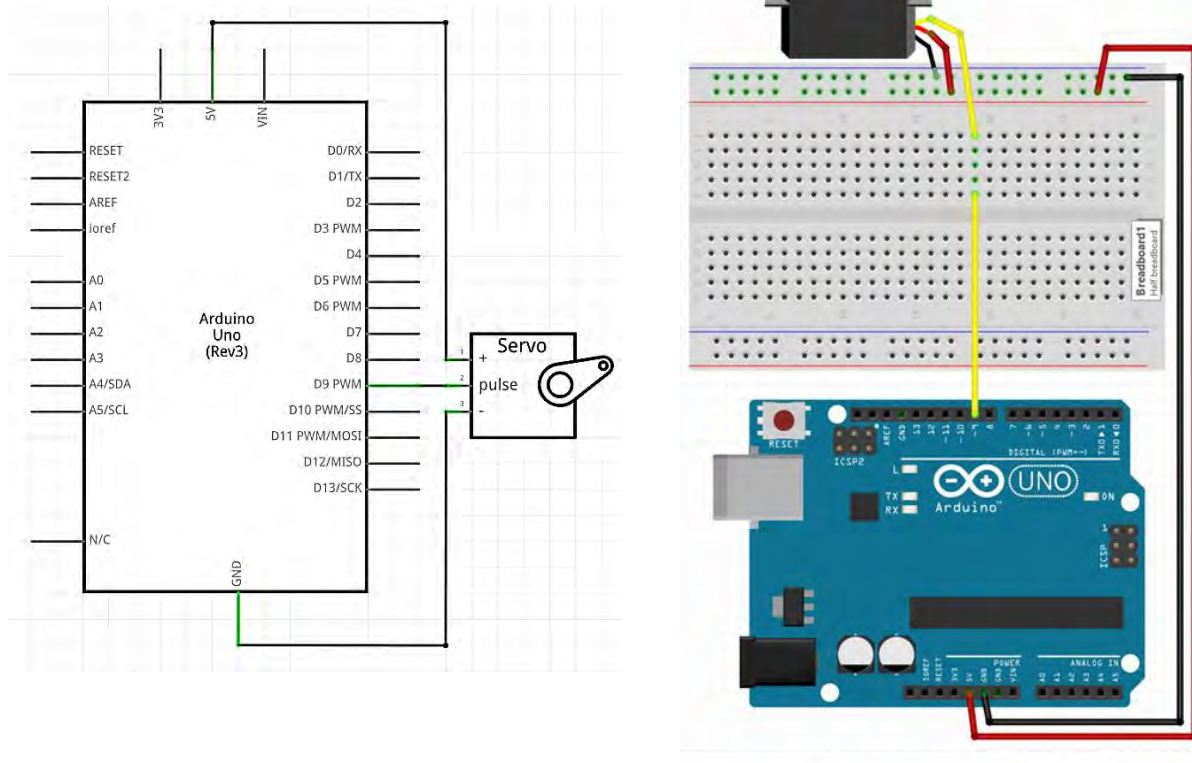 3V3
5V
ViN
RESET
RESET2
AREF
ioref
A0
A1
A2
A3
A4/SDA
A5/SCL
N/C
Arduino
Uno
(Rev3)
D0/RX
D1/TX
D2
D3 PWM
D4
D5 PWM
D6 PWM
D7
D8
D9 PWM
D10 PWM/SS
D11 PWM/MOSI
D12/MISO
D13/SCK
GND
Servo
1
+
2
pulse
3
-
Breadboard1
Half breadboard
RESET
ICSP2
AREF
GND
13
12
~11
~10
~9
8
7
~6
~5
4
~3
2
TX0▶1
RX0◀0
DIGITAL (PWM=~)
L
TX
RX
UNO
Arduino™
ON
1
ICSP
POWER
ANALOG IN
IOREF
RESET
3V3
5V
GND
GND
VIN
A0
A1
A2
A3
A4
A5